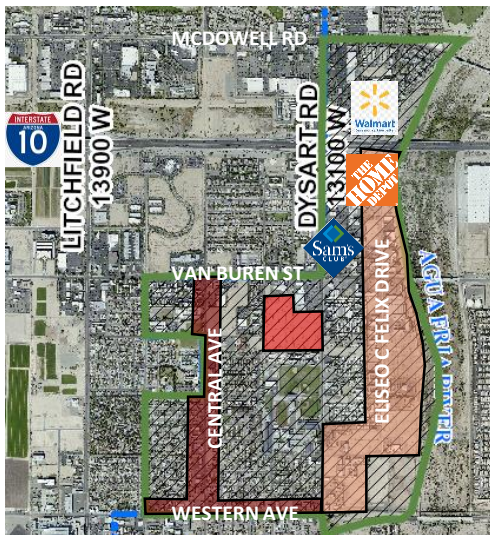 MCDOWELL RD
INTERSTATE
ARIZONA
10
LITCHFIELD RD
13900 W
DYSART RD
13100 W
Walmart
THE
HOME
DEPOT
Sam's
CLUB
VAN BUREN ST
CENTRAL AVE
ELISEO C FELIX DRIVE
AGUA FRIA RIVER
WESTERN AVE